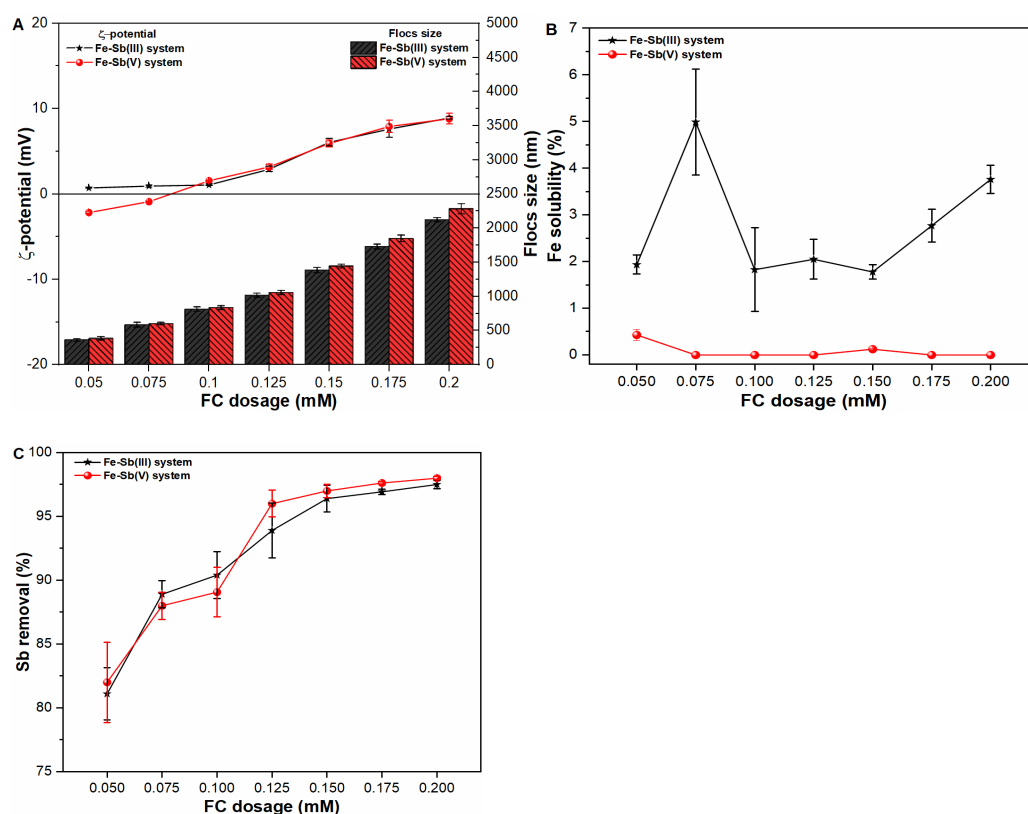 A
ζ-potential
Fe-Sb(III) system
Fe-Sb(V) system
Flocs size
Fe-Sb(III) system
Fe-Sb(V) system
20
10
0
-10
-20
ζ-potential (mV)
5000
4500
4000
3500
3000
2500
2000
1500
1000
500
0
Flocs size (nm)
0.05 0.075 0.1 0.125 0.15 0.175 0.2
FC dosage (mM)
B
Fe-Sb(III) system
Fe-Sb(V) system
7
6
5
4
3
2
1
0
Fe solubility (%)
0.050 0.075 0.100 0.125 0.150 0.175 0.200
FC dosage (mM)
C
Fe-Sb(III) system
Fe-Sb(V) system
100
95
90
85
80
75
Sb removal (%)
0.050 0.075 0.100 0.125 0.150 0.175 0.200
FC dosage (mM)